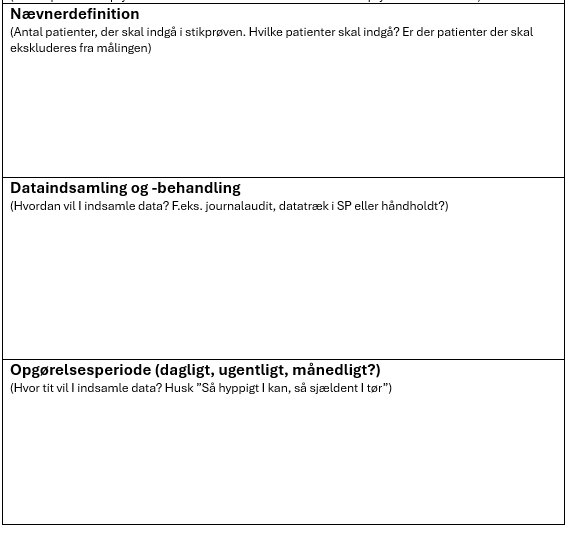 Nævnerdefinition
(Antal patienter, der skal indgå i stikprøven. Hvilke patienter skal indgå? Er der patienter der skal
ekskluderes fra målingen)
Dataindsamling og -behandling
(Hvordan vil I indsamle data? F.eks. journalaudit, datatræk i SP eller håndholdt?)
Opgørelsesperiode (dagligt, ugentligt, månedligt?)
(Hvor tit vil I indsamle data? Husk ”Så hyppigt I kan, så sjældent I tør”)